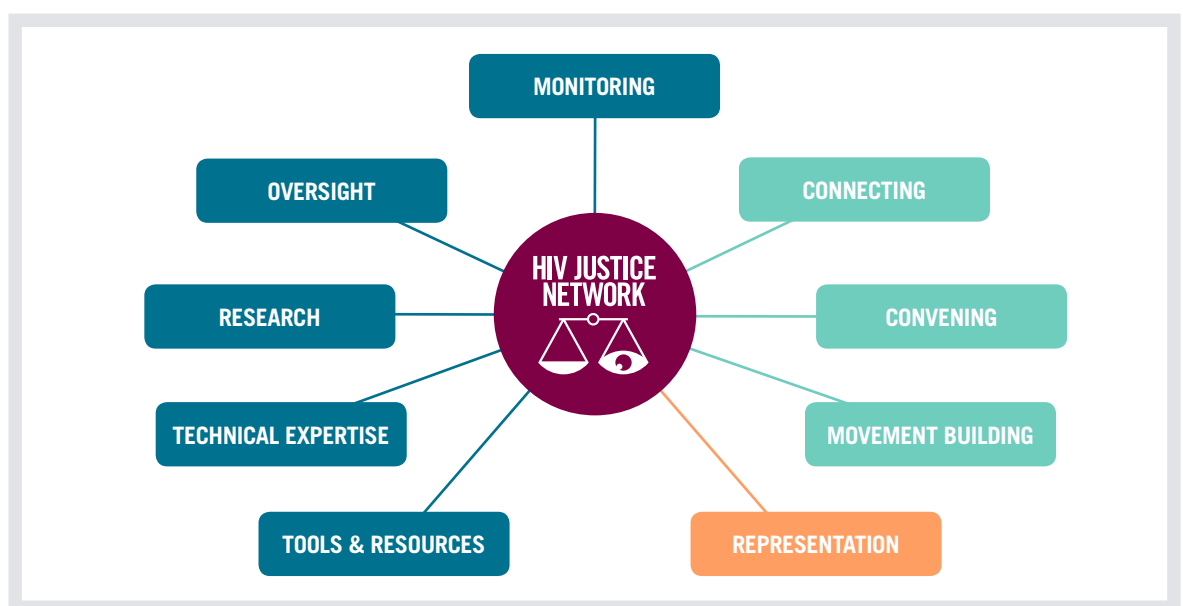 MONITORING
OVERSIGHT
CONNECTING
HIV JUSTICE
NETWORK
RESEARCH
CONVENING
TECHNICAL EXPERTISE
MOVEMENT BUILDING
TOOLS & RESOURCES
REPRESENTATION